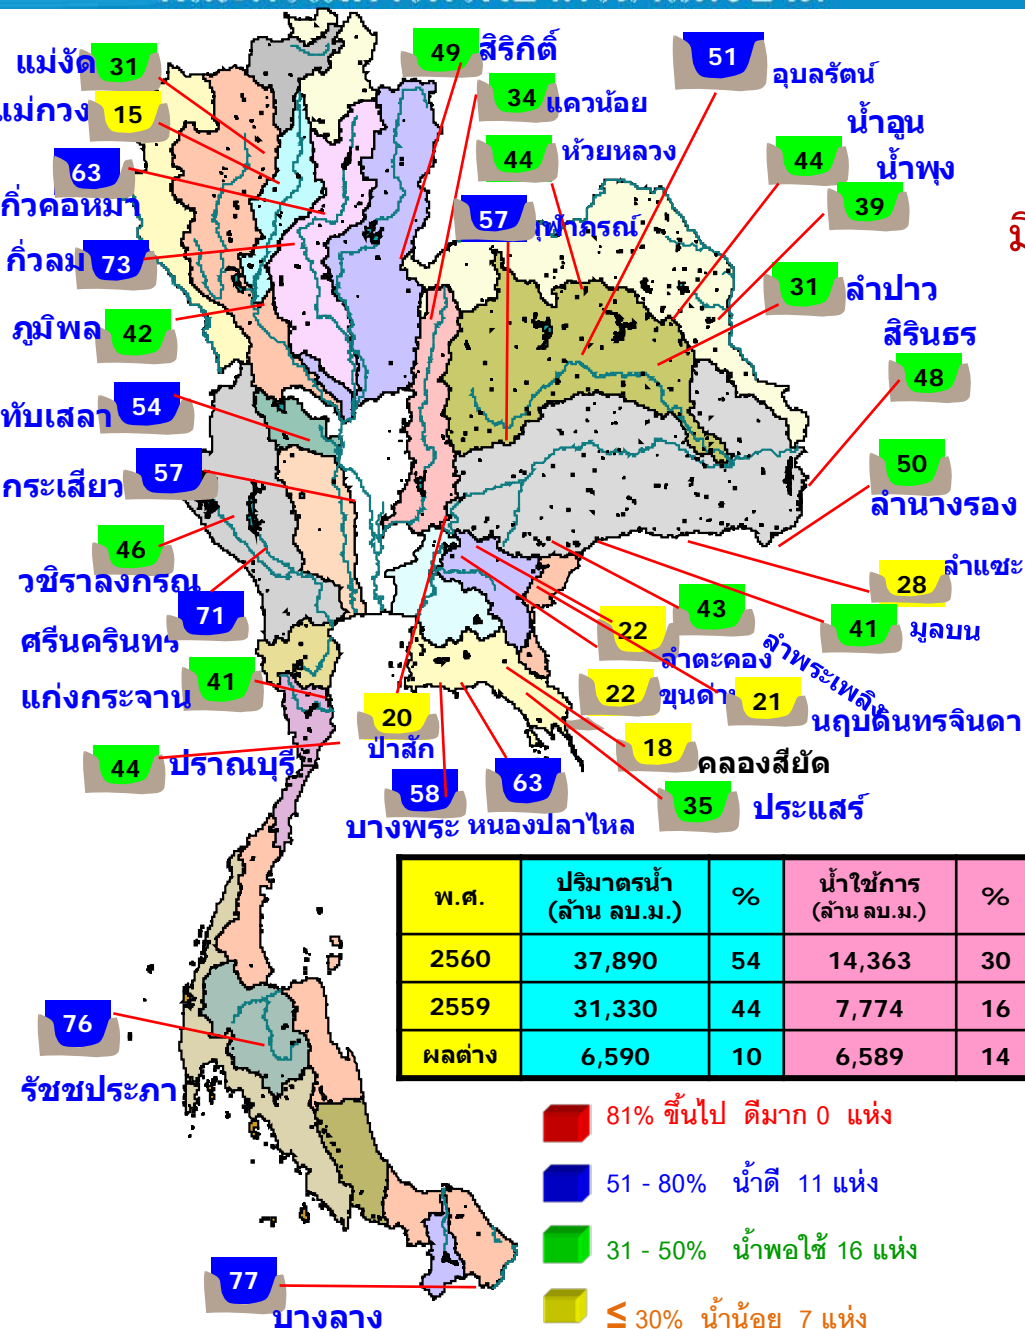 31
แม่งัด
15
แม่กวง
63
กิ่วคอหมา
73
กิ่วลม
42
ภูมิพล
54
ทับเสลา
57
กระเสียว
46
วชิราลงกรณ
71
ศรีนครินทร
41
แก่งกระจาน
44
ปราณบุรี
49
สิริกิติ์
34
แควน้อย
44
ห้วยหลวง
57
จุฬาภรณ์
51
อุบลรัตน์
44
น้ำอูน
39
น้ำพุง
31
ลำปาว
48
สิรินธร
50
ลำนางรอง
28
ลำแซะ
41
มูลบน
43
ลำพระเพลิง
22
ลำตะคอง
22
ขุนด่าน
21
นฤบดินทรจินดา
20
ป่าสัก
18
คลองสียัด
35
ประแสร์
58
บางพระ
63
หนองปลาไหล
พ.ศ. ปริมาตรน้ำ (ล้าน ลบ.ม.) % น้ำใช้การ (ล้าน ลบ.ม.) %
2560 37,890 54 14,363 30
2559 31,330 44 7,774 16
ผลต่าง 6,590 10 6,589 14
76
รัชชประภา
77
บางลาง
81% ขึ้นไป ดีมาก 0 แห่ง
51 - 80% น้ำดี 11 แห่ง
31 - 50% น้ำพอใช้ 16 แห่ง
≤ 30% น้ำน้อย 7 แห่ง